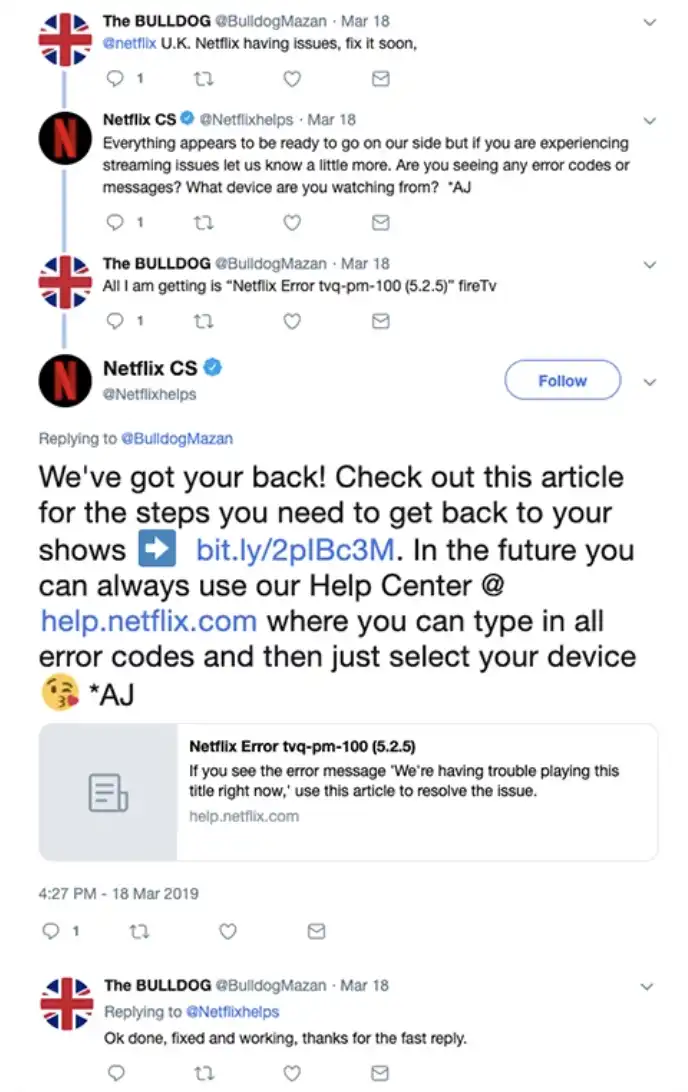 The BULLDOG @BulldogMazan · Mar 18
@netflix U.K. Netflix having issues, fix it soon,
1
Netflix CS @Netflixhelps · Mar 18
Everything appears to be ready to go on our side but if you are experiencing
streaming issues let us know a little more. Are you seeing any error codes or
messages? What device are you watching from? *AJ
1
The BULLDOG @BulldogMazan · Mar 18
All I am getting is “Netflix Error tvq-pm-100 (5.2.5)” fireTv
1
Netflix CS
@Netflixhelps
Follow
Replying to @BulldogMazan
We've got your back! Check out this article
for the steps you need to get back to your
shows ➡️ bit.ly/2pIBc3M. In the future you
can always use our Help Center @
help.netflix.com where you can type in all
error codes and then just select your device
😘 *AJ
Netflix Error tvq-pm-100 (5.2.5)
If you see the error message 'We're having trouble playing this
title right now,' use this article to resolve the issue.
help.netflix.com
4:27 PM - 18 Mar 2019
1
The BULLDOG @BulldogMazan · Mar 18
Replying to @Netflixhelps
Ok done, fixed and working, thanks for the fast reply.